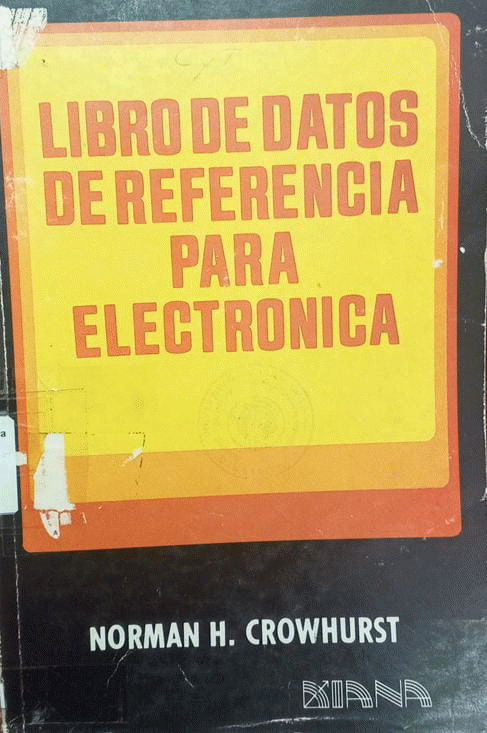 LIBRO DE DATOS
DE REFERENCIA
PARA
ELECTRONICA
NORMAN H. CROWHURST
DIANA